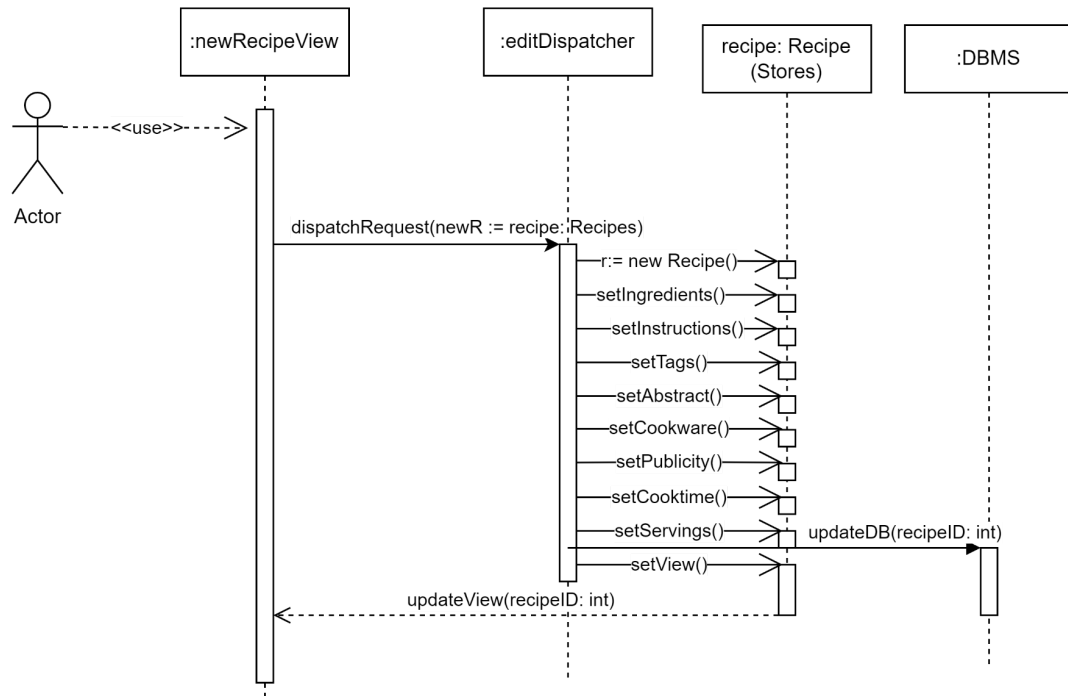 :newRecipeView
:editDispatcher
recipe: Recipe
(Stores)
:DBMS
<<use>>
Actor
dispatchRequest(newR := recipe: Recipes)
r:= new Recipe()
setIngredients()
setInstructions()
setTags()
setAbstract()
setCookware()
setPublicity()
setCooktime()
setServings()
updateDB(recipeID: int)
setView()
updateView(recipeID: int)